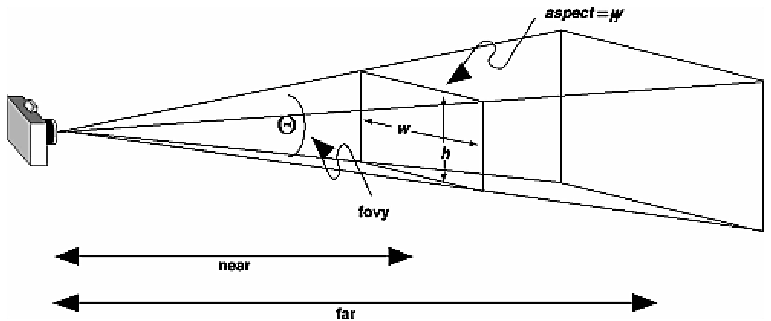 aspect = w/h
Θ
w
h
fovy
near
far